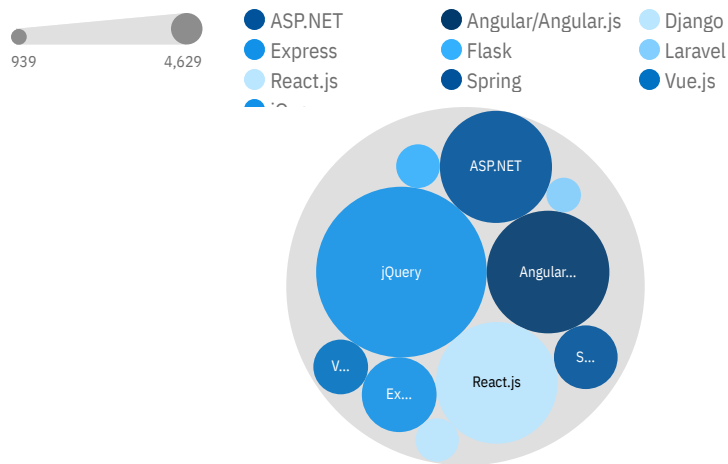 939 4,629
ASP.NET Angular/Angular.js Django
Express Flask Laravel
React.js Spring Vue.js
ASP.NET
jQuery Angular...
V... S...
Ex... React.js